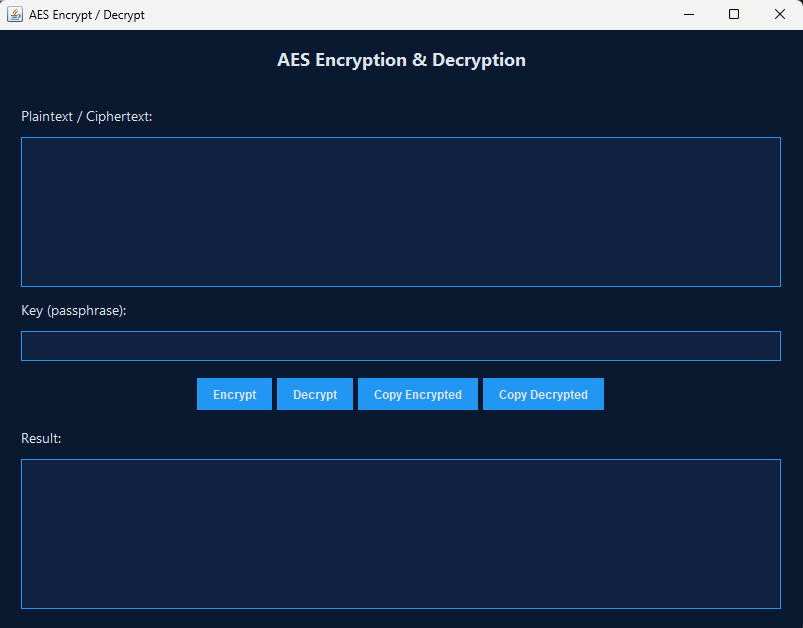 AES Encrypt / Decrypt
AES Encryption & Decryption
Plaintext / Ciphertext:
Key (passphrase):
Encrypt Decrypt Copy Encrypted Copy Decrypted
Result: